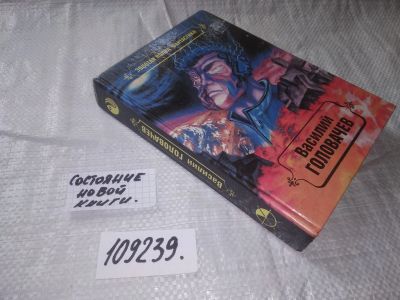 Василий
ГОЛОВАЧЕВ
Василий ГОЛОВАЧЕВ
СОСТОЯНИЕ
НОВОЙ
КНИГИ.
109239.